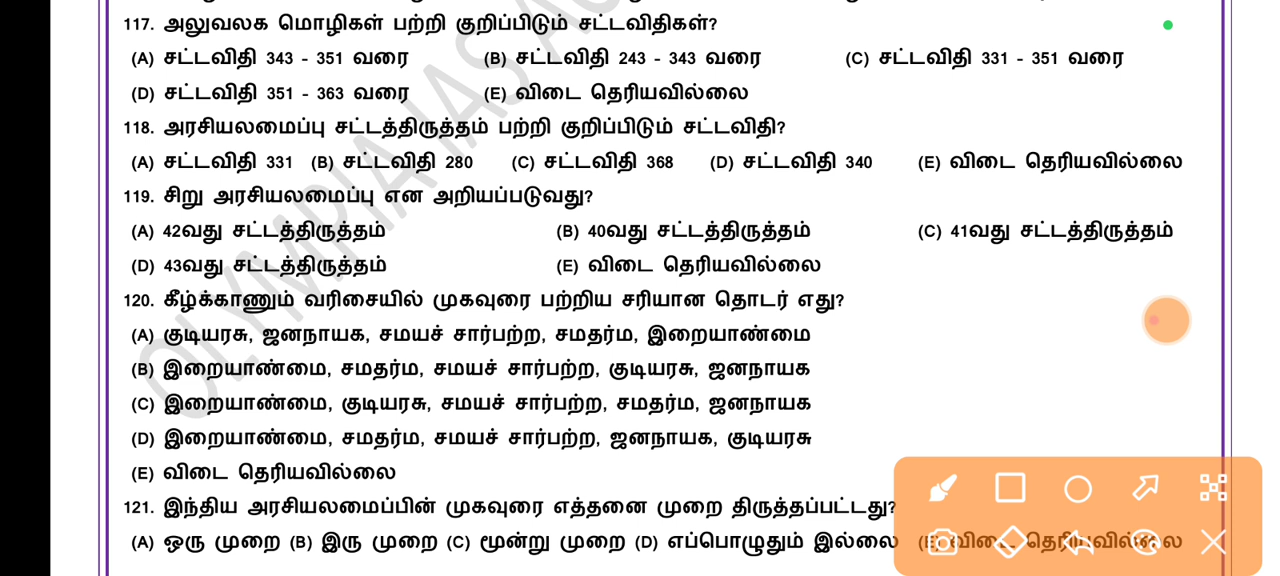 117. அலுவலக மொழிகள் பற்றி குறிப்பிடும் சட்டவிதிகள்?
(A) சட்டவிதி 343 - 351 வரை (B) சட்டவிதி 243 - 343 வரை (C) சட்டவிதி 331 - 351 வரை
(D) சட்டவிதி 351 - 363 வரை (E) விடை தெரியவில்லை
118. அரசியலமைப்பு சட்டத்திருத்தம் பற்றி குறிப்பிடும் சட்டவிதி?
(A) சட்டவிதி 331 (B) சட்டவிதி 280 (C) சட்டவிதி 368 (D) சட்டவிதி 340 (E) விடை தெரியவில்லை
119. சிறு அரசியலமைப்பு என அறியப்படுவது?
(A) 42வது சட்டத்திருத்தம் (B) 40வது சட்டத்திருத்தம் (C) 41வது சட்டத்திருத்தம்
(D) 43வது சட்டத்திருத்தம் (E) விடை தெரியவில்லை
120. கீழ்க்காணும் வரிசையில் முகவுரை பற்றிய சரியான தொடர் எது?
(A) குடியரசு, ஜனநாயக, சமயச் சார்பற்ற, சமதர்ம, இறையாண்மை
(B) இறையாண்மை, சமதர்ம, சமயச் சார்பற்ற, குடியரசு, ஜனநாயக
(C) இறையாண்மை, குடியரசு, சமயச் சார்பற்ற, சமதர்ம, ஜனநாயக
(D) இறையாண்மை, சமதர்ம, சமயச் சார்பற்ற, ஜனநாயக, குடியரசு
(E) விடை தெரியவில்லை
121. இந்திய அரசியலமைப்பின் முகவுரை எத்தனை முறை திருத்தப்பட்டது?
(A) ஒரு முறை (B) இரு முறை (C) மூன்று முறை (D) எப்பொழுதும் இல்லை (E) விடை தெரியவில்லை
OLYMPIA IAS